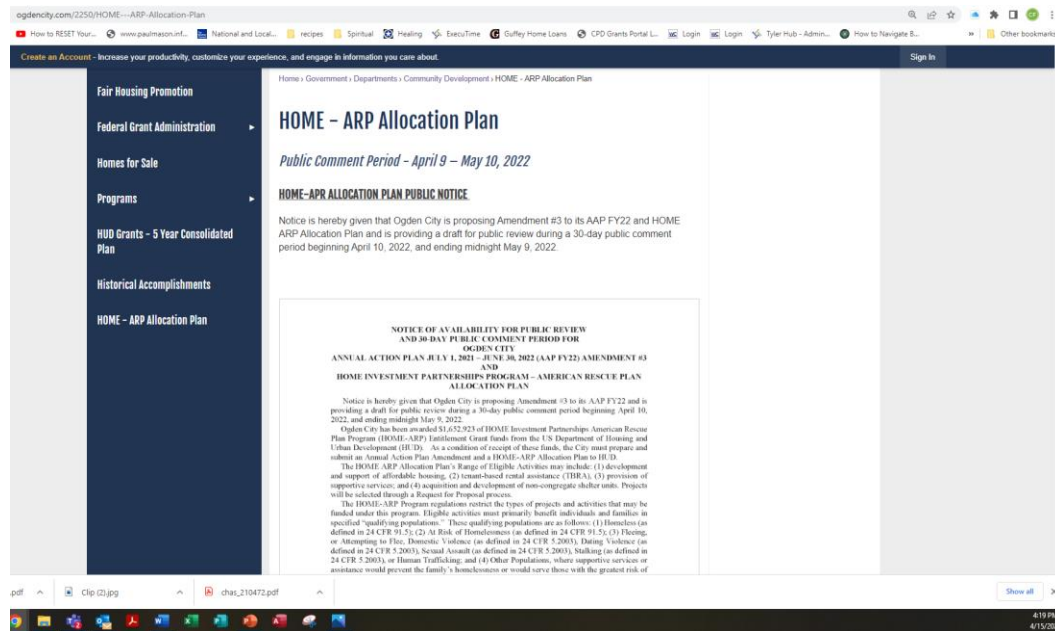 ogdencity.com/2250/HOME---ARP-Allocation-Plan
How to RESET Your... www.paulmason.inf... National and Local... recipes Spiritual Healing ExecuTime Guffey Home Loans CPD Grants Portal L... Login Login Tyler Hub - Admin... How to Navigate B... » Other bookmarks
Create an Account - Increase your productivity, customize your experience, and engage in information you care about. Sign In
Fair Housing Promotion
Federal Grant Administration
Homes for Sale
Programs
HUD Grants - 5 Year Consolidated
Plan
Historical Accomplishments
HOME - ARP Allocation Plan
Home › Government › Departments › Community Development › HOME - ARP Allocation Plan
HOME - ARP Allocation Plan
Public Comment Period - April 9 – May 10, 2022
HOME-APR ALLOCATION PLAN PUBLIC NOTICE
Notice is hereby given that Ogden City is proposing Amendment #3 to its AAP FY22 and HOME
ARP Allocation Plan and is providing a draft for public review during a 30-day public comment
period beginning April 10, 2022, and ending midnight May 9, 2022.
NOTICE OF AVAILABILITY FOR PUBLIC REVIEW
AND 30-DAY PUBLIC COMMENT PERIOD FOR
OGDEN CITY
ANNUAL ACTION PLAN JULY 1, 2021 – JUNE 30, 2022 (AAP FY22) AMENDMENT #3
AND
HOME INVESTMENT PARTNERSHIPS PROGRAM – AMERICAN RESCUE PLAN
ALLOCATION PLAN
Notice is hereby given that Ogden City is proposing Amendment #3 to its AAP FY22 and is
providing a draft for public review during a 30-day public comment period beginning April 10,
2022, and ending midnight May 9, 2022.
Ogden City has been awarded $1,632,923 of HOME Investment Partnerships American Rescue
Plan Program (HOME-ARP) Entitlement Grant funds from the US Department of Housing and
Urban Development (HUD). As a condition of receipt of these funds, the City must prepare and
submit an Annual Action Plan Amendment and a HOME-ARP Allocation Plan to HUD.
The HOME ARP Allocation Plan's Range of Eligible Activities may include: (1) development
and support of affordable housing, (2) tenant-based rental assistance (TBRA), (3) provision of
supportive services; and (4) acquisition and development of non-congregate shelter units. Projects
will be selected through a Request for Proposal process.
The HOME-ARP Program regulations restrict the types of projects and activities that may be
funded under this program. Eligible activities must primarily benefit individuals and families in
specified "qualifying populations." These qualifying populations are as follows: (1) Homeless (as
defined in 24 CFR 91.5); (2) At Risk of Homelessness (as defined in 24 CFR 91.5); (3) Fleeing,
or Attempting to Flee, Domestic Violence (as defined in 24 CFR 5.2003), Dating Violence (as
defined in 24 CFR 5.2003), Sexual Assault (as defined in 24 CFR 5.2003), Stalking (as defined in
24 CFR 5.2003), or Human Trafficking; and (4) Other Populations, where supportive services or
assistance would prevent the family's homelessness or would serve those with the greatest risk of
.pdf Clip (2).jpg chas_210472.pdf Show all
4:19 PM
4/15/20